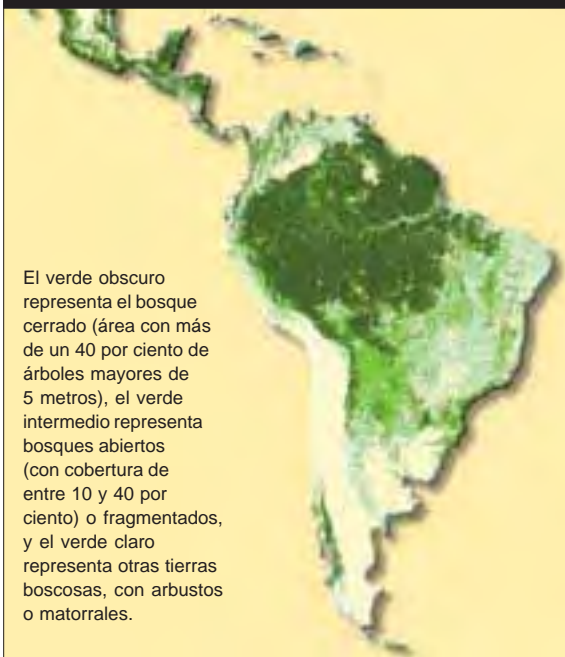 El verde obscuro
representa el bosque
cerrado (área con más
de un 40 por ciento de
árboles mayores de
5 metros), el verde
intermedio representa
bosques abiertos
(con cobertura de
entre 10 y 40 por
ciento) o fragmentados,
y el verde claro
representa otras tierras
boscosas, con arbustos
o matorrales.